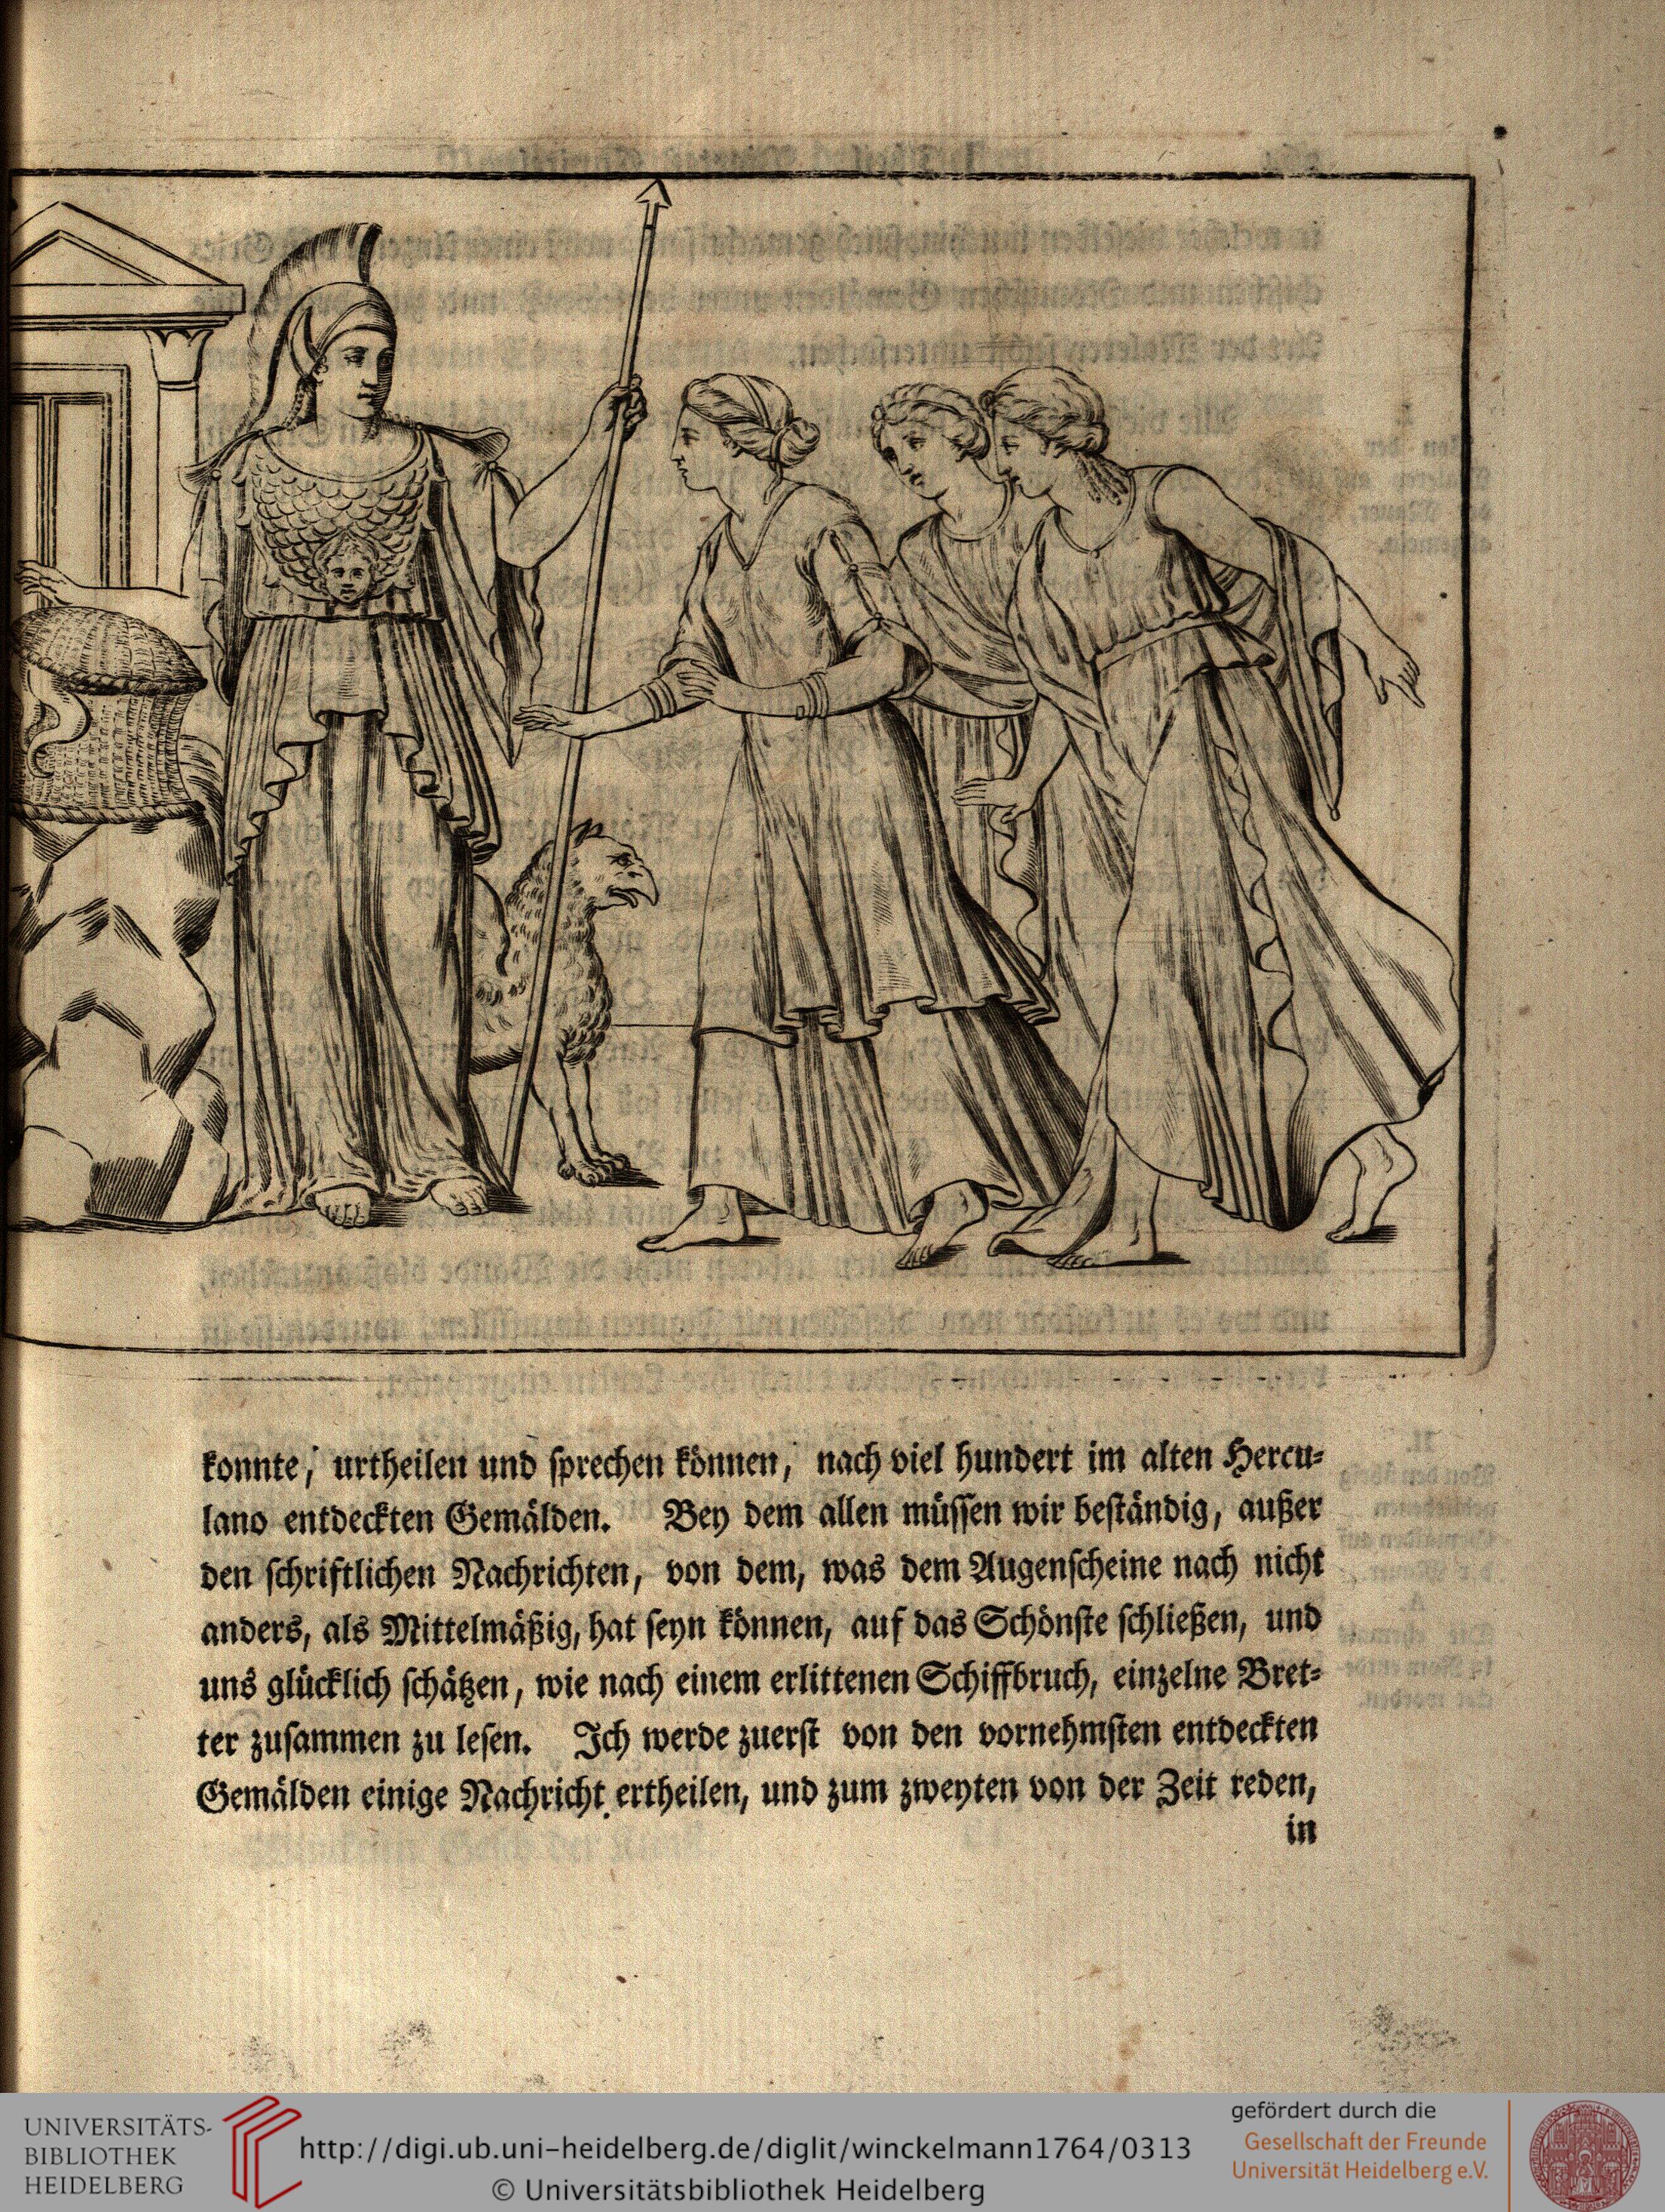 konnte, urtheilen und sprechen können, nach viel hundert im alten Hercu-
lano entdeckten Gemälden. Bey dem allen müssen wir beständig, außer
den schriftlichen Nachrichten, von dem, was dem Augenscheine nach nicht
anders, als Mittelmäßig, hat seyn können, auf das Schönste schließen, und
uns glücklich schätzen, wie nach einem erlittenen Schiffbruch, einzelne Bret-
ter zusammen zu lesen. Ich werde zuerst von den vornehmsten entdeckten
Gemälden einige Nachricht ertheilen, und zum zweyten von der Zeit reden,
in
UNIVERSITÄTS-
BIBLIOTHEK
HEIDELBERG
http://digi.ub.uni-heidelberg.de/diglit/winckelmann1764/0313
© Universitätsbibliothek Heidelberg
gefördert durch die
Gesellschaft der Freunde
Universität Heidelberg e.V.